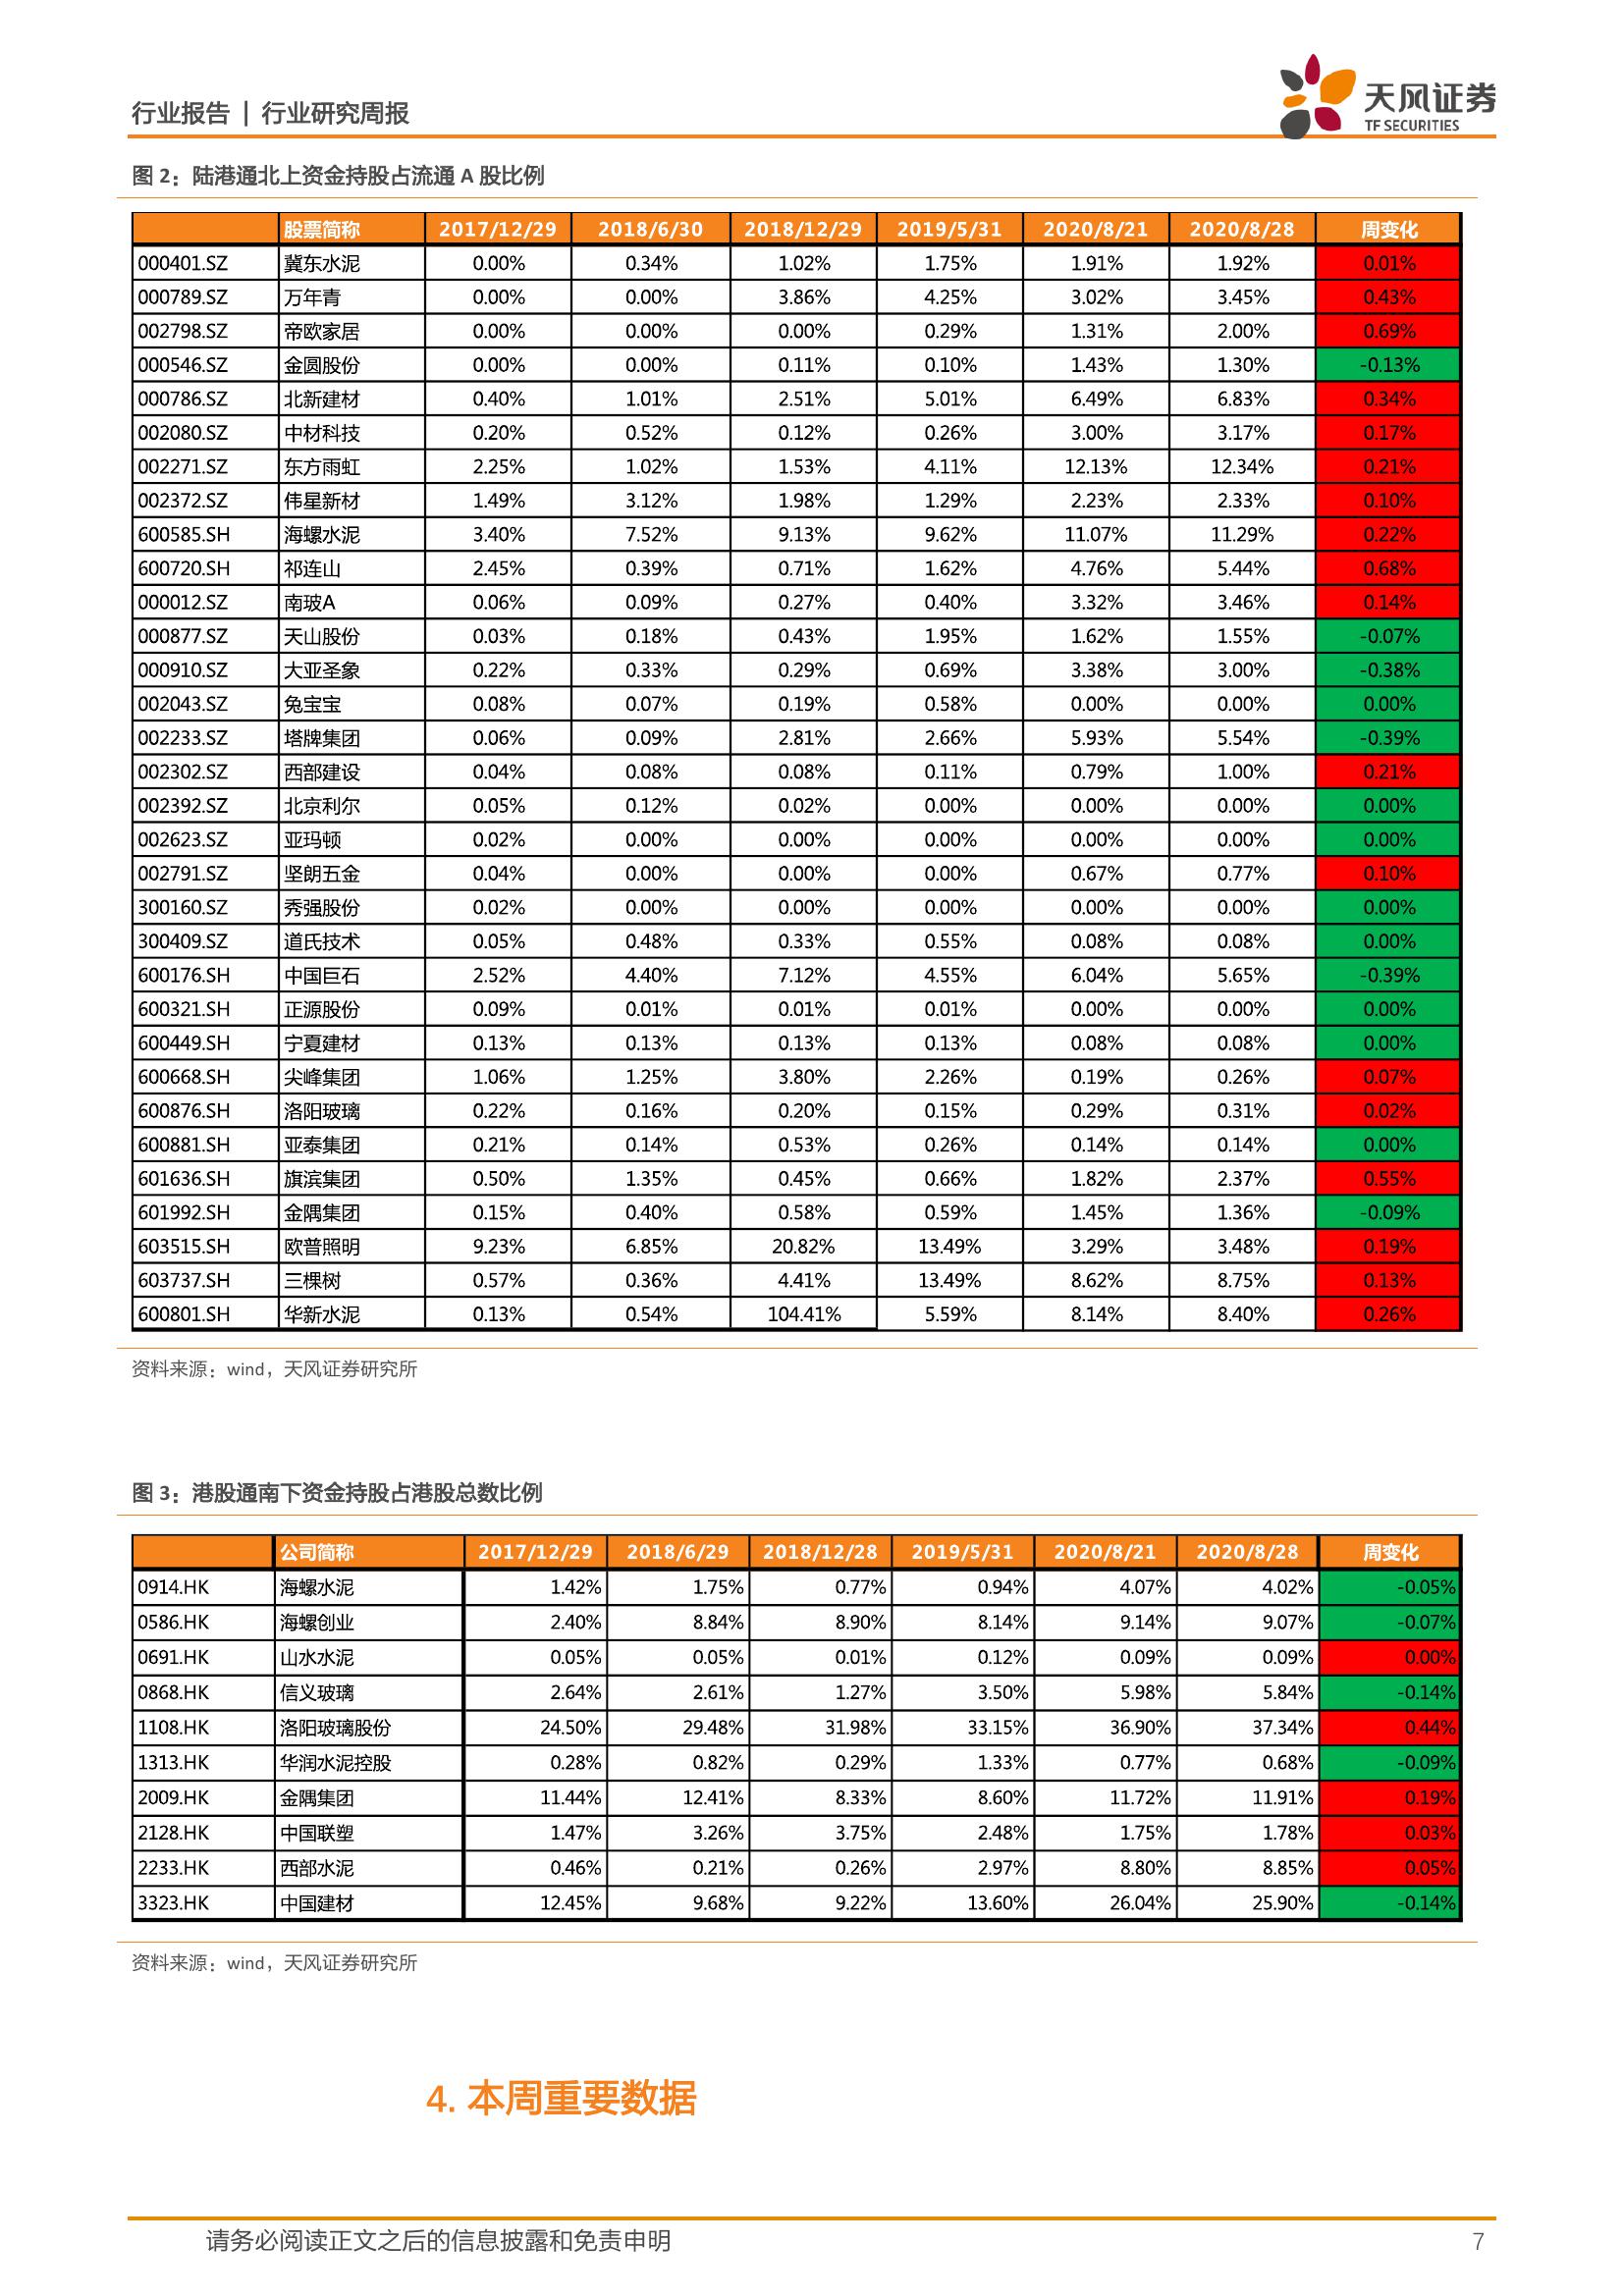 行业报告 | 行业研究周报
天风证券
TF SECURITIES
图 2：陆港通北上资金持股占流通 A 股比例
股票简称 2017/12/29 2018/6/30 2018/12/29 2019/5/31 2020/8/21 2020/8/28 周变化
000401.SZ 冀东水泥 0.00% 0.34% 1.02% 1.75% 1.91% 1.92% 0.01%
000789.SZ 万年青 0.00% 0.00% 3.86% 4.25% 3.02% 3.45% 0.43%
002798.SZ 帝欧家居 0.00% 0.00% 0.00% 0.29% 1.31% 2.00% 0.69%
000546.SZ 金圆股份 0.00% 0.00% 0.11% 0.10% 1.43% 1.30% -0.13%
000786.SZ 北新建材 0.40% 1.01% 2.51% 5.01% 6.49% 6.83% 0.34%
002080.SZ 中材科技 0.20% 0.52% 0.12% 0.26% 3.00% 3.17% 0.17%
002271.SZ 东方雨虹 2.25% 1.02% 1.53% 4.11% 12.13% 12.34% 0.21%
002372.SZ 伟星新材 1.49% 3.12% 1.98% 1.29% 2.23% 2.33% 0.10%
600585.SH 海螺水泥 3.40% 7.52% 9.13% 9.62% 11.07% 11.29% 0.22%
600720.SH 祁连山 2.45% 0.39% 0.71% 1.62% 4.76% 5.44% 0.68%
000012.SZ 南玻A 0.06% 0.09% 0.27% 0.40% 3.32% 3.46% 0.14%
000877.SZ 天山股份 0.03% 0.18% 0.43% 1.95% 1.62% 1.55% -0.07%
000910.SZ 大亚圣象 0.22% 0.33% 0.29% 0.69% 3.38% 3.00% -0.38%
002043.SZ 兔宝宝 0.08% 0.07% 0.19% 0.58% 0.00% 0.00% 0.00%
002233.SZ 塔牌集团 0.06% 0.09% 2.81% 2.66% 5.93% 5.54% -0.39%
002302.SZ 西部建设 0.04% 0.08% 0.08% 0.11% 0.79% 1.00% 0.21%
002392.SZ 北京利尔 0.05% 0.12% 0.02% 0.00% 0.00% 0.00% 0.00%
002623.SZ 亚玛顿 0.02% 0.00% 0.00% 0.00% 0.00% 0.00% 0.00%
002791.SZ 坚朗五金 0.04% 0.00% 0.00% 0.00% 0.67% 0.77% 0.10%
300160.SZ 秀强股份 0.02% 0.00% 0.00% 0.00% 0.00% 0.00% 0.00%
300409.SZ 道氏技术 0.05% 0.48% 0.33% 0.55% 0.08% 0.08% 0.00%
600176.SH 中国巨石 2.52% 4.40% 7.12% 4.55% 6.04% 5.65% -0.39%
600321.SH 正源股份 0.09% 0.01% 0.01% 0.01% 0.00% 0.00% 0.00%
600449.SH 宁夏建材 0.13% 0.13% 0.13% 0.13% 0.08% 0.08% 0.00%
600668.SH 尖峰集团 1.06% 1.25% 3.80% 2.26% 0.19% 0.26% 0.07%
600876.SH 洛阳玻璃 0.22% 0.16% 0.20% 0.15% 0.29% 0.31% 0.02%
600881.SH 亚泰集团 0.21% 0.14% 0.53% 0.26% 0.14% 0.14% 0.00%
601636.SH 旗滨集团 0.50% 1.35% 0.45% 0.66% 1.82% 2.37% 0.55%
601992.SH 金隅集团 0.15% 0.40% 0.58% 0.59% 1.45% 1.36% -0.09%
603515.SH 欧普照明 9.23% 6.85% 20.82% 13.49% 3.29% 3.48% 0.19%
603737.SH 三棵树 0.57% 0.36% 4.41% 13.49% 8.62% 8.75% 0.13%
600801.SH 华新水泥 0.13% 0.54% 104.41% 5.59% 8.14% 8.40% 0.26%
资料来源：wind，天风证券研究所
图 3：港股通南下资金持股占港股总数比例
公司简称 2017/12/29 2018/6/29 2018/12/28 2019/5/31 2020/8/21 2020/8/28 周变化
0914.HK 海螺水泥 1.42% 1.75% 0.77% 0.94% 4.07% 4.02% -0.05%
0586.HK 海螺创业 2.40% 8.84% 8.90% 8.14% 9.14% 9.07% -0.07%
0691.HK 山水水泥 0.05% 0.05% 0.01% 0.12% 0.09% 0.09% 0.00%
0868.HK 信义玻璃 2.64% 2.61% 1.27% 3.50% 5.98% 5.84% -0.14%
1108.HK 洛阳玻璃股份 24.50% 29.48% 31.98% 33.15% 36.90% 37.34% 0.44%
1313.HK 华润水泥控股 0.28% 0.82% 0.29% 1.33% 0.77% 0.68% -0.09%
2009.HK 金隅集团 11.44% 12.41% 8.33% 8.60% 11.72% 11.91% 0.19%
2128.HK 中国联塑 1.47% 3.26% 3.75% 2.48% 1.75% 1.78% 0.03%
2233.HK 西部水泥 0.46% 0.21% 0.26% 2.97% 8.80% 8.85% 0.05%
3323.HK 中国建材 12.45% 9.68% 9.22% 13.60% 26.04% 25.90% -0.14%
资料来源：wind，天风证券研究所
4. 本周重要数据
请务必阅读正文之后的信息披露和免责申明 7